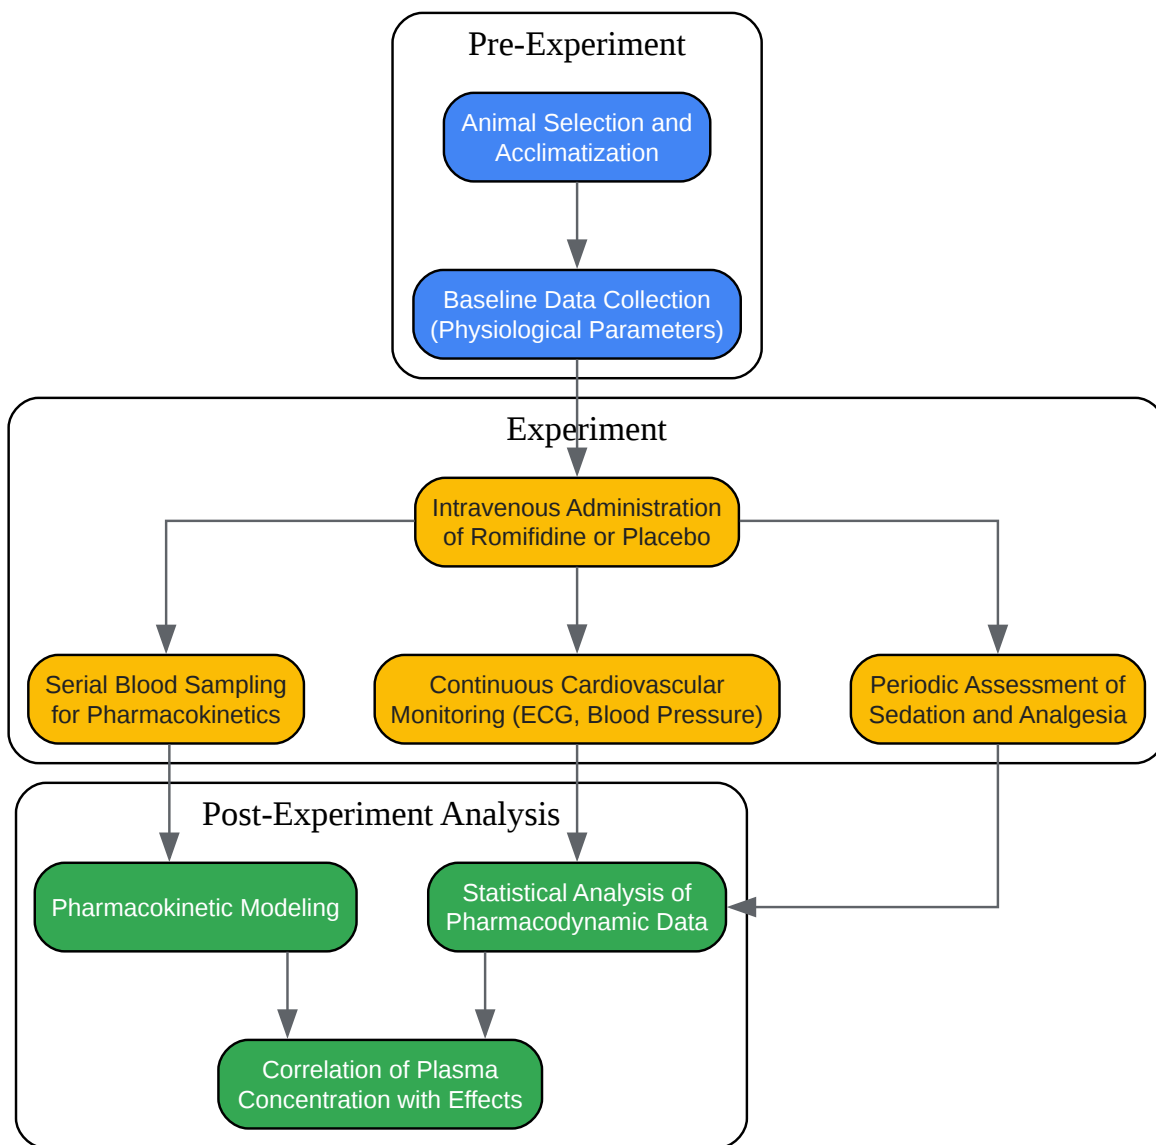 Pre-Experiment
Animal Selection and
Acclimatization
Baseline Data Collection
(Physiological Parameters)
Experiment
Intravenous Administration
of Romifidine or Placebo
Serial Blood Sampling
for Pharmacokinetics
Continuous Cardiovascular
Monitoring (ECG, Blood Pressure)
Periodic Assessment of
Sedation and Analgesia
Post-Experiment Analysis
Pharmacokinetic Modeling
Statistical Analysis of
Pharmacodynamic Data
Correlation of Plasma
Concentration with Effects